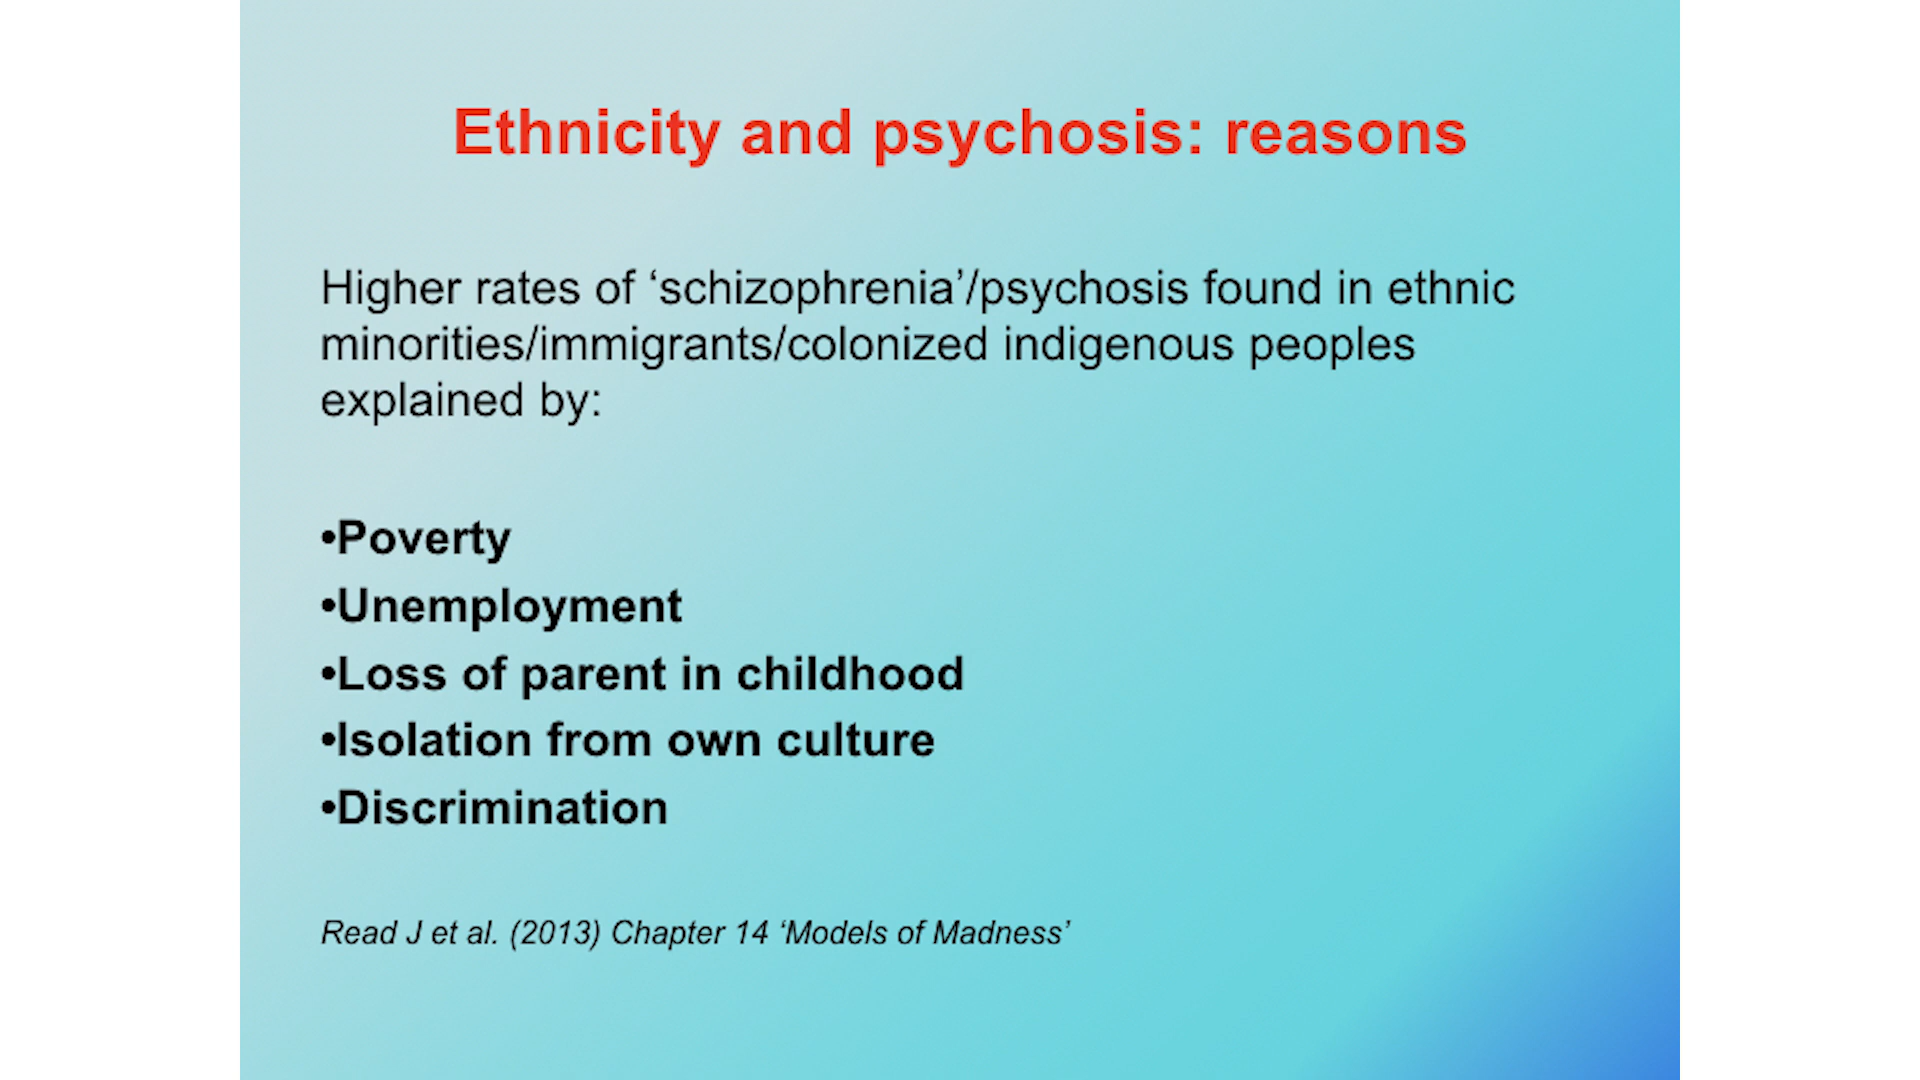 Ethnicity and psychosis: reasons
Higher rates of ‘schizophrenia’/psychosis found in ethnic
minorities/immigrants/colonized indigenous peoples
explained by:
•Poverty
•Unemployment
•Loss of parent in childhood
•Isolation from own culture
•Discrimination
Read J et al. (2013) Chapter 14 ‘Models of Madness’